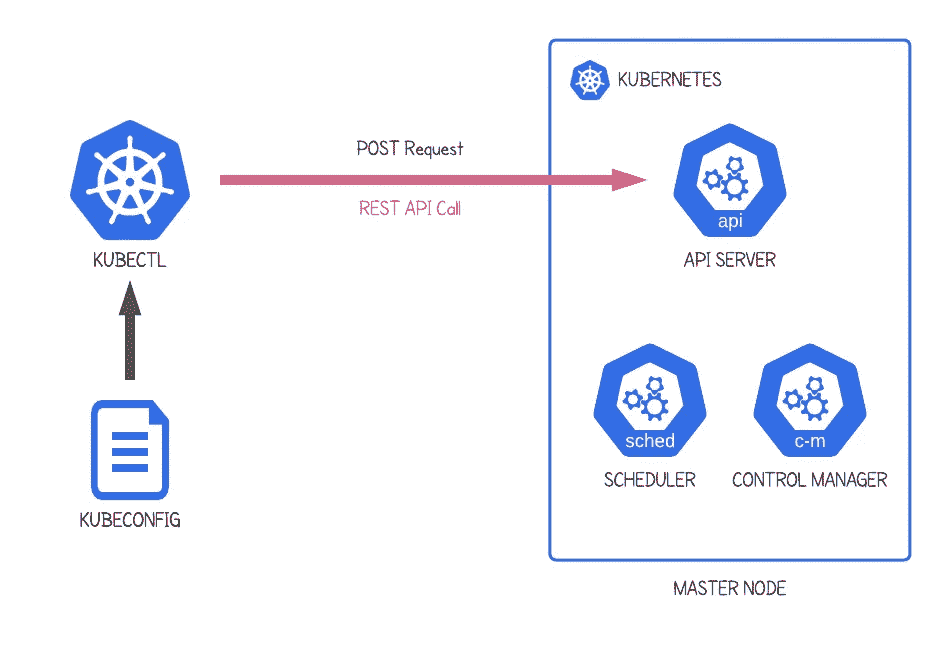 KUBERNETES
POST Request
REST API Call
api
KUBECTL
API SERVER
sched
c-m
SCHEDULER
CONTROL MANAGER
KUBECONFIG
MASTER NODE